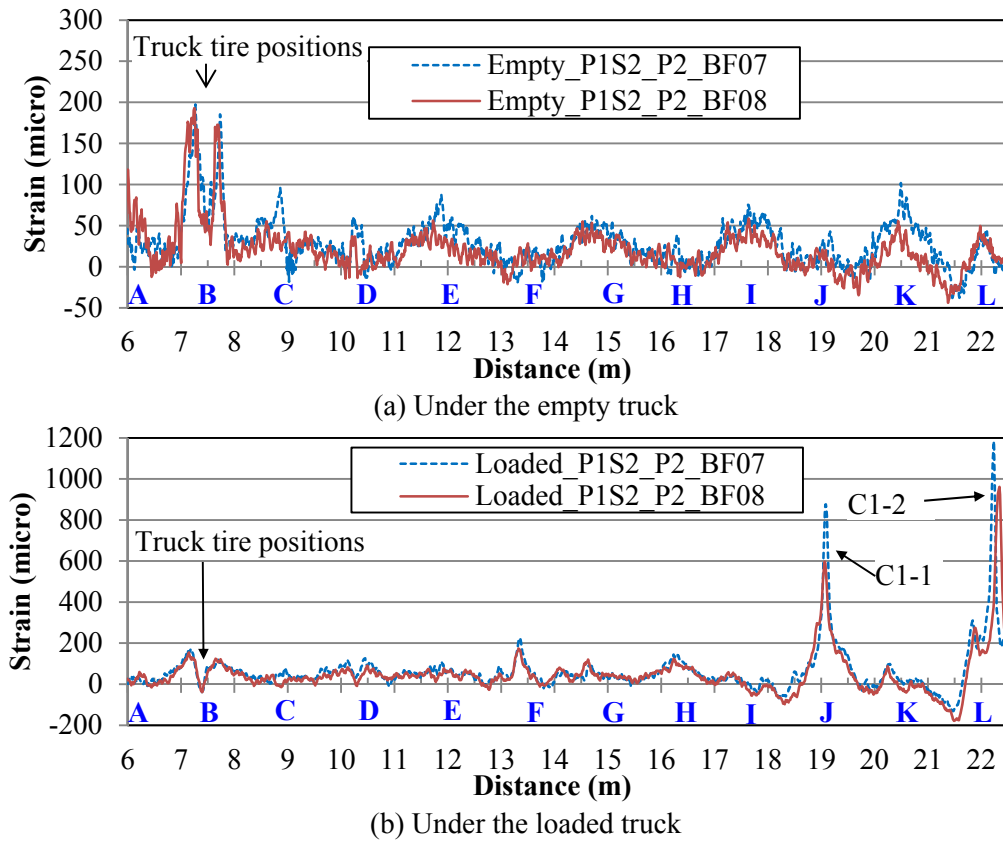 300
250
200
150
100
50
0
-50
Strain (micro)
Truck tire positions
Empty_P1S2_P2_BF07
Empty_P1S2_P2_BF08
A B C D E F G H I J K L
6 7 8 9 10 11 12 13 14 15 16 17 18 19 20 21 22
Distance (m)
(a) Under the empty truck
1200
1000
800
600
400
200
0
-200
Strain (micro)
Loaded_P1S2_P2_BF07
Loaded_P1S2_P2_BF08
Truck tire positions
C1-2
C1-1
A B C D E F G H I J K L
6 7 8 9 10 11 12 13 14 15 16 17 18 19 20 21 22
Distance (m)
(b) Under the loaded truck